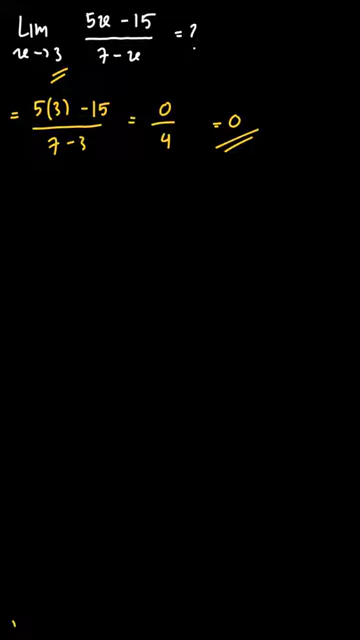 Lim x→3 (5x - 15)/(7 - x) = ?
= (5(3) - 15)/(7 - 3) = 0/4 = 0